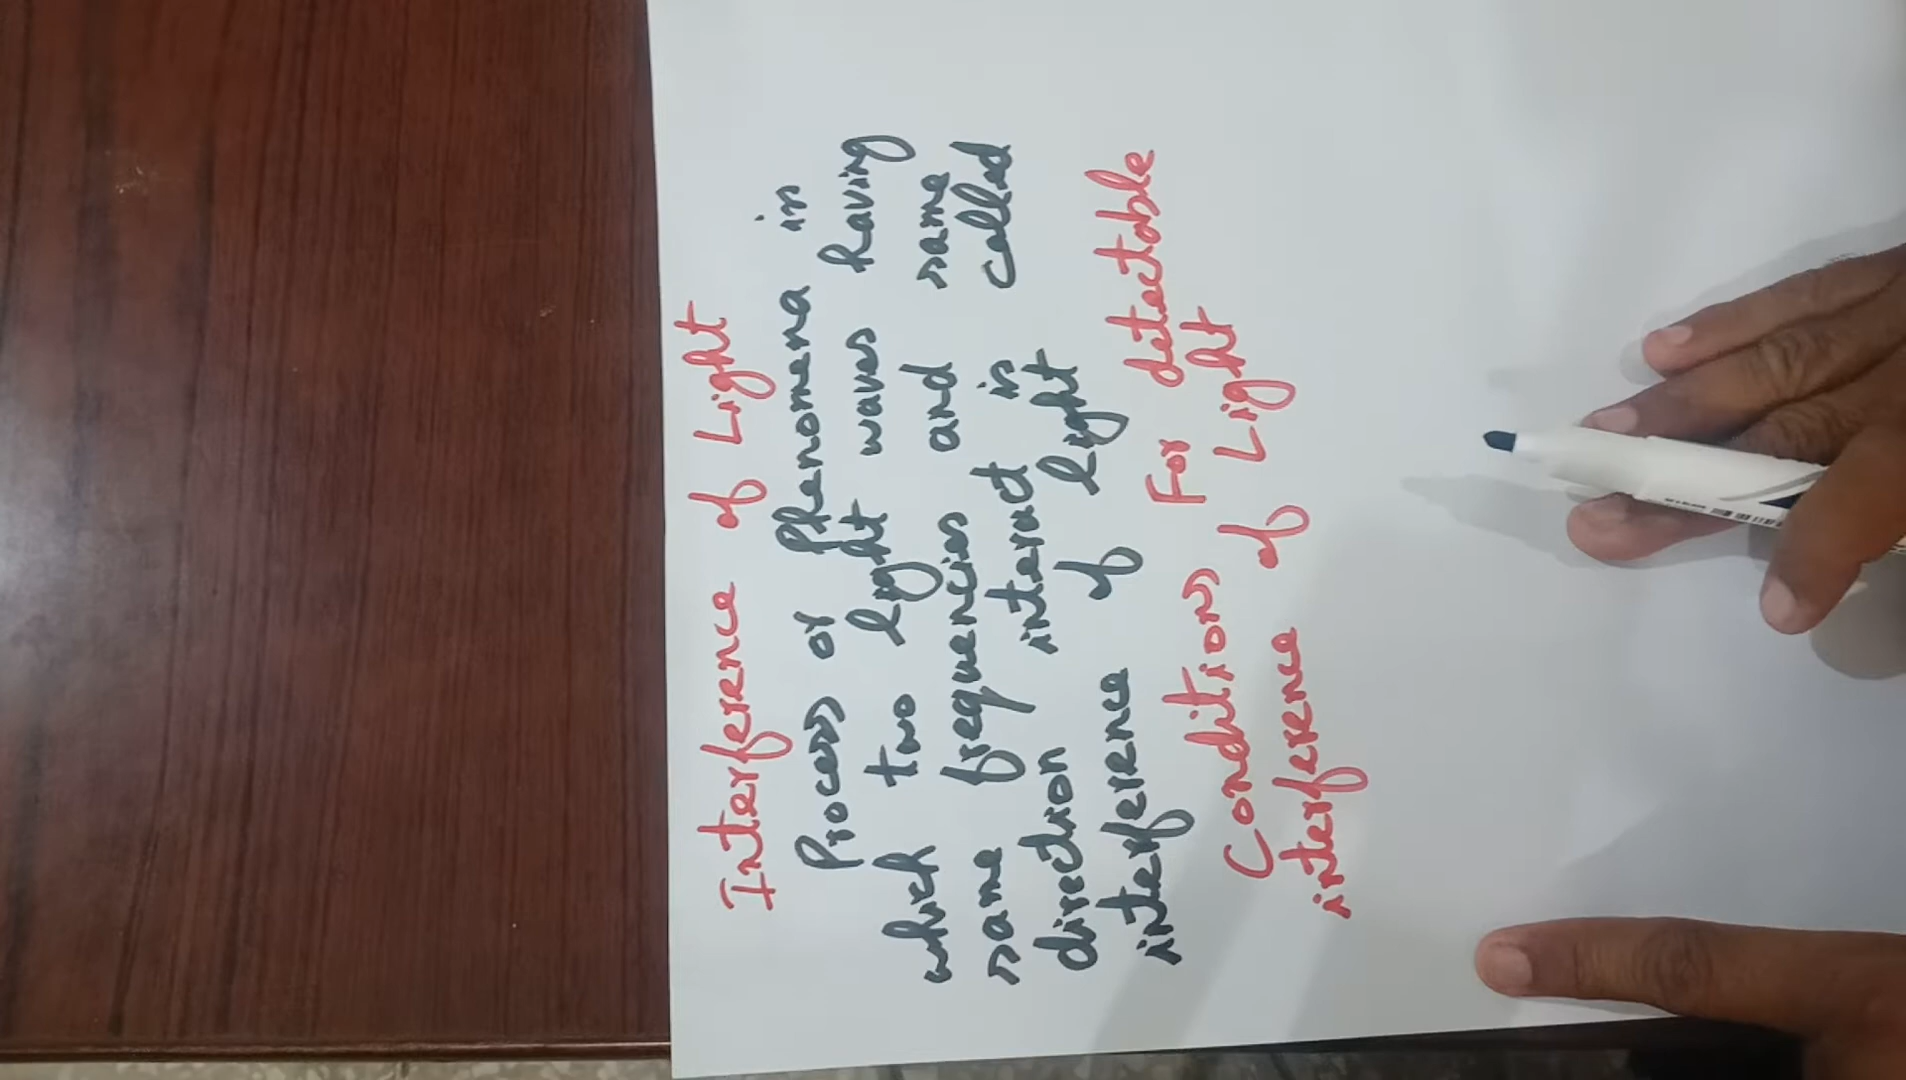 Interference of Light
Process or Phenomena in
which two light waves having
same frequencies and same
direction interact is called
interference of light
Conditions For detectable
interference of Light